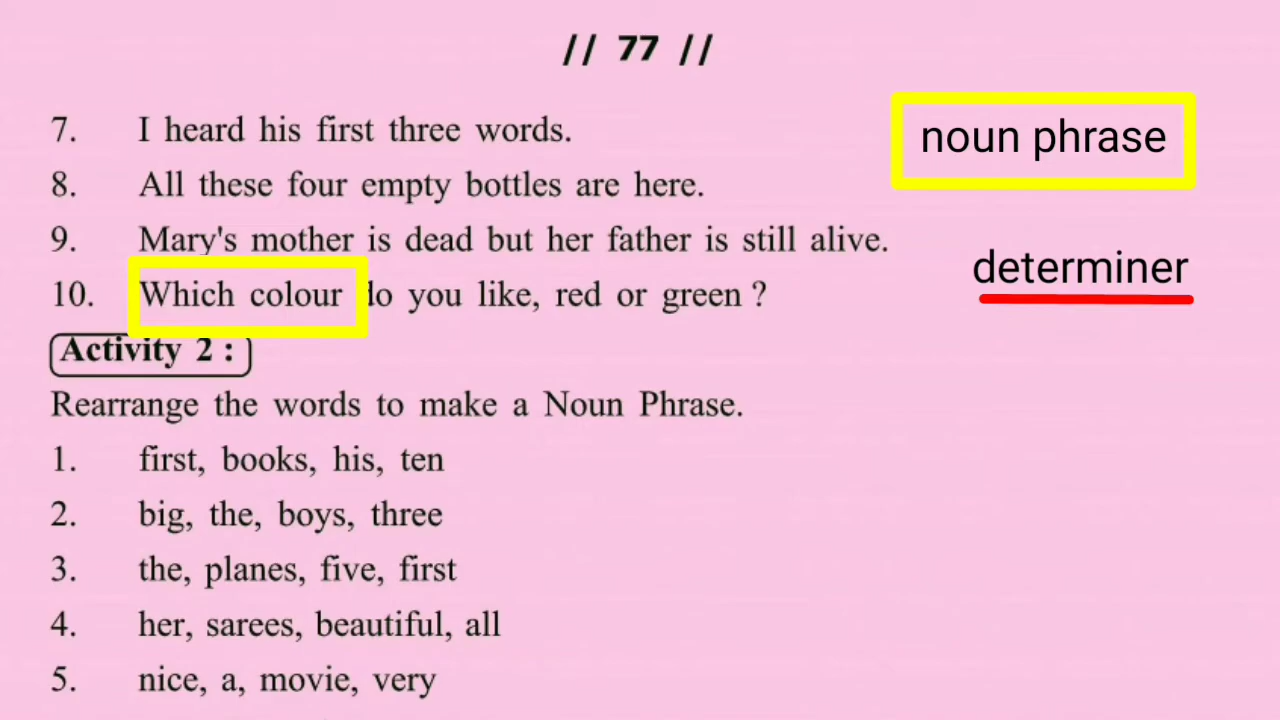 // 77 //
7. I heard his first three words.
noun phrase
8. All these four empty bottles are here.
9. Mary's mother is dead but her father is still alive.
determiner
10. Which colour do you like, red or green ?
Activity 2 :
Rearrange the words to make a Noun Phrase.
1. first, books, his, ten
2. big, the, boys, three
3. the, planes, five, first
4. her, sarees, beautiful, all
5. nice, a, movie, very